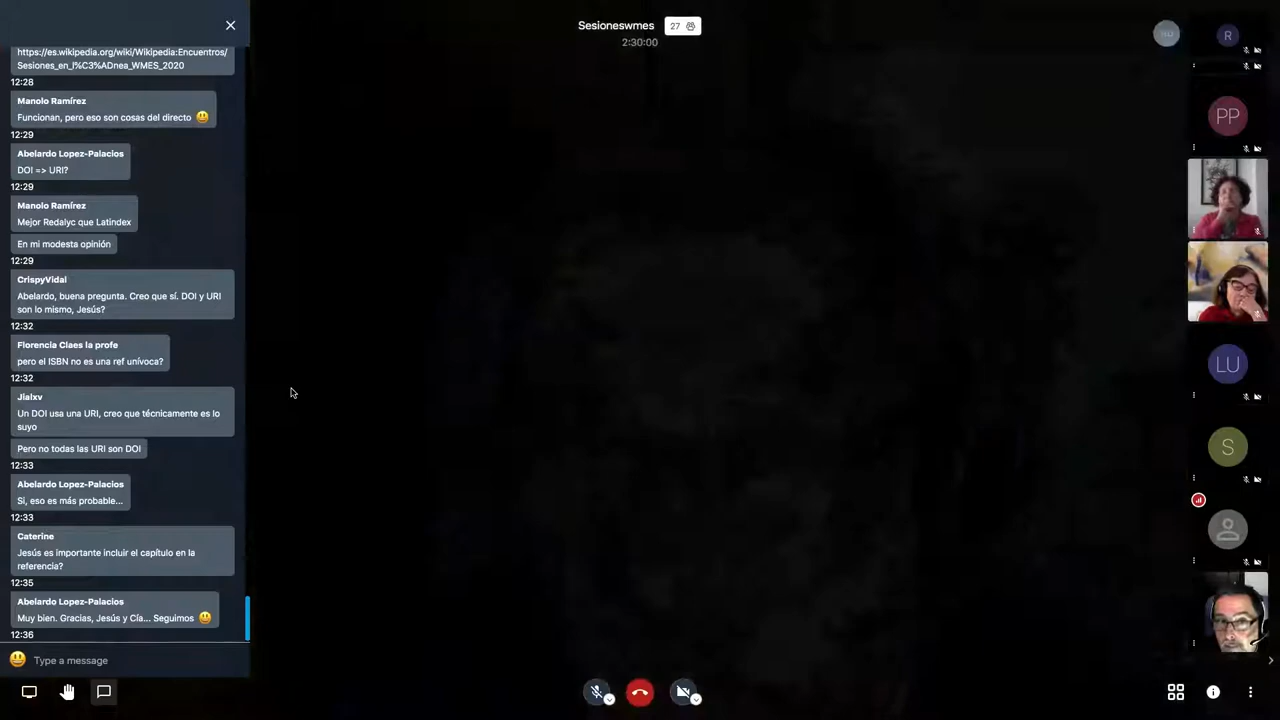 Sesioneswmes 27
2:30:00
https://es.wikipedia.org/wiki/Wikipedia:Encuentros/
Sesiones_en_l%C3%ADnea_WMES_2020
12:28
Manolo Ramírez
Funcionan, pero eso son cosas del directo 😃
12:29
Abelardo Lopez-Palacios
DOI => URI?
12:29
Manolo Ramírez
Mejor Redalyc que Latindex
En mi modesta opinión
12:29
CrispyVidal
Abelardo, buena pregunta. Creo que sí. DOI y URI
son lo mismo, Jesús?
12:32
Florencia Claes la profe
pero el ISBN no es una ref unívoca?
12:32
Jialxv
Un DOI usa una URI, creo que técnicamente es lo
suyo
Pero no todas las URI son DOI
12:33
Abelardo Lopez-Palacios
Si, eso es más probable...
12:33
Caterine
Jesús es importante incluir el capítulo en la
referencia?
12:35
Abelardo Lopez-Palacios
Muy bien. Gracias, Jesús y Cía... Seguimos 😃
12:36
Type a message
R
PP
LU
S